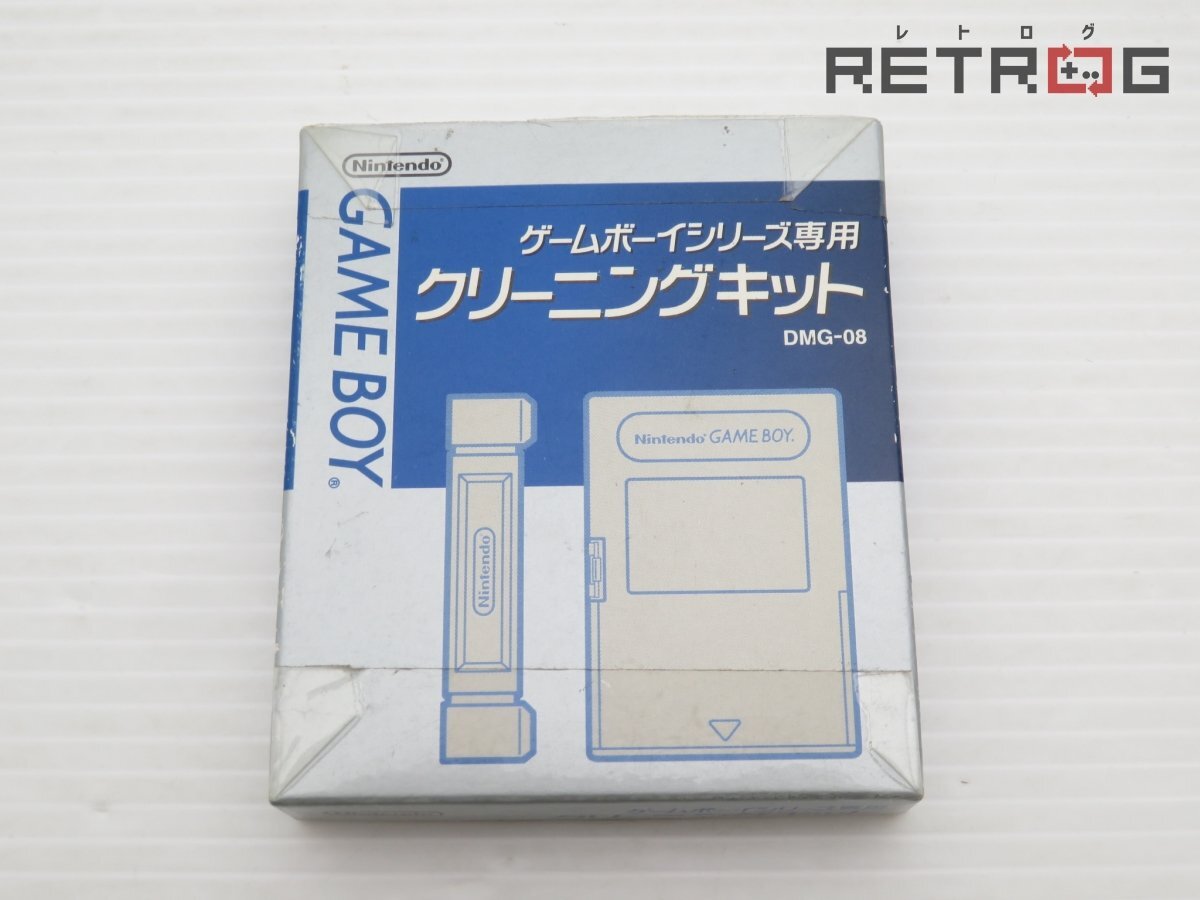 レトログ
RETROG
Nintendo®
GAME BOY®
ゲームボーイシリーズ専用
クリーニングキット
DMG-08
Nintendo® GAME BOY®
Nintendo
Nintendo